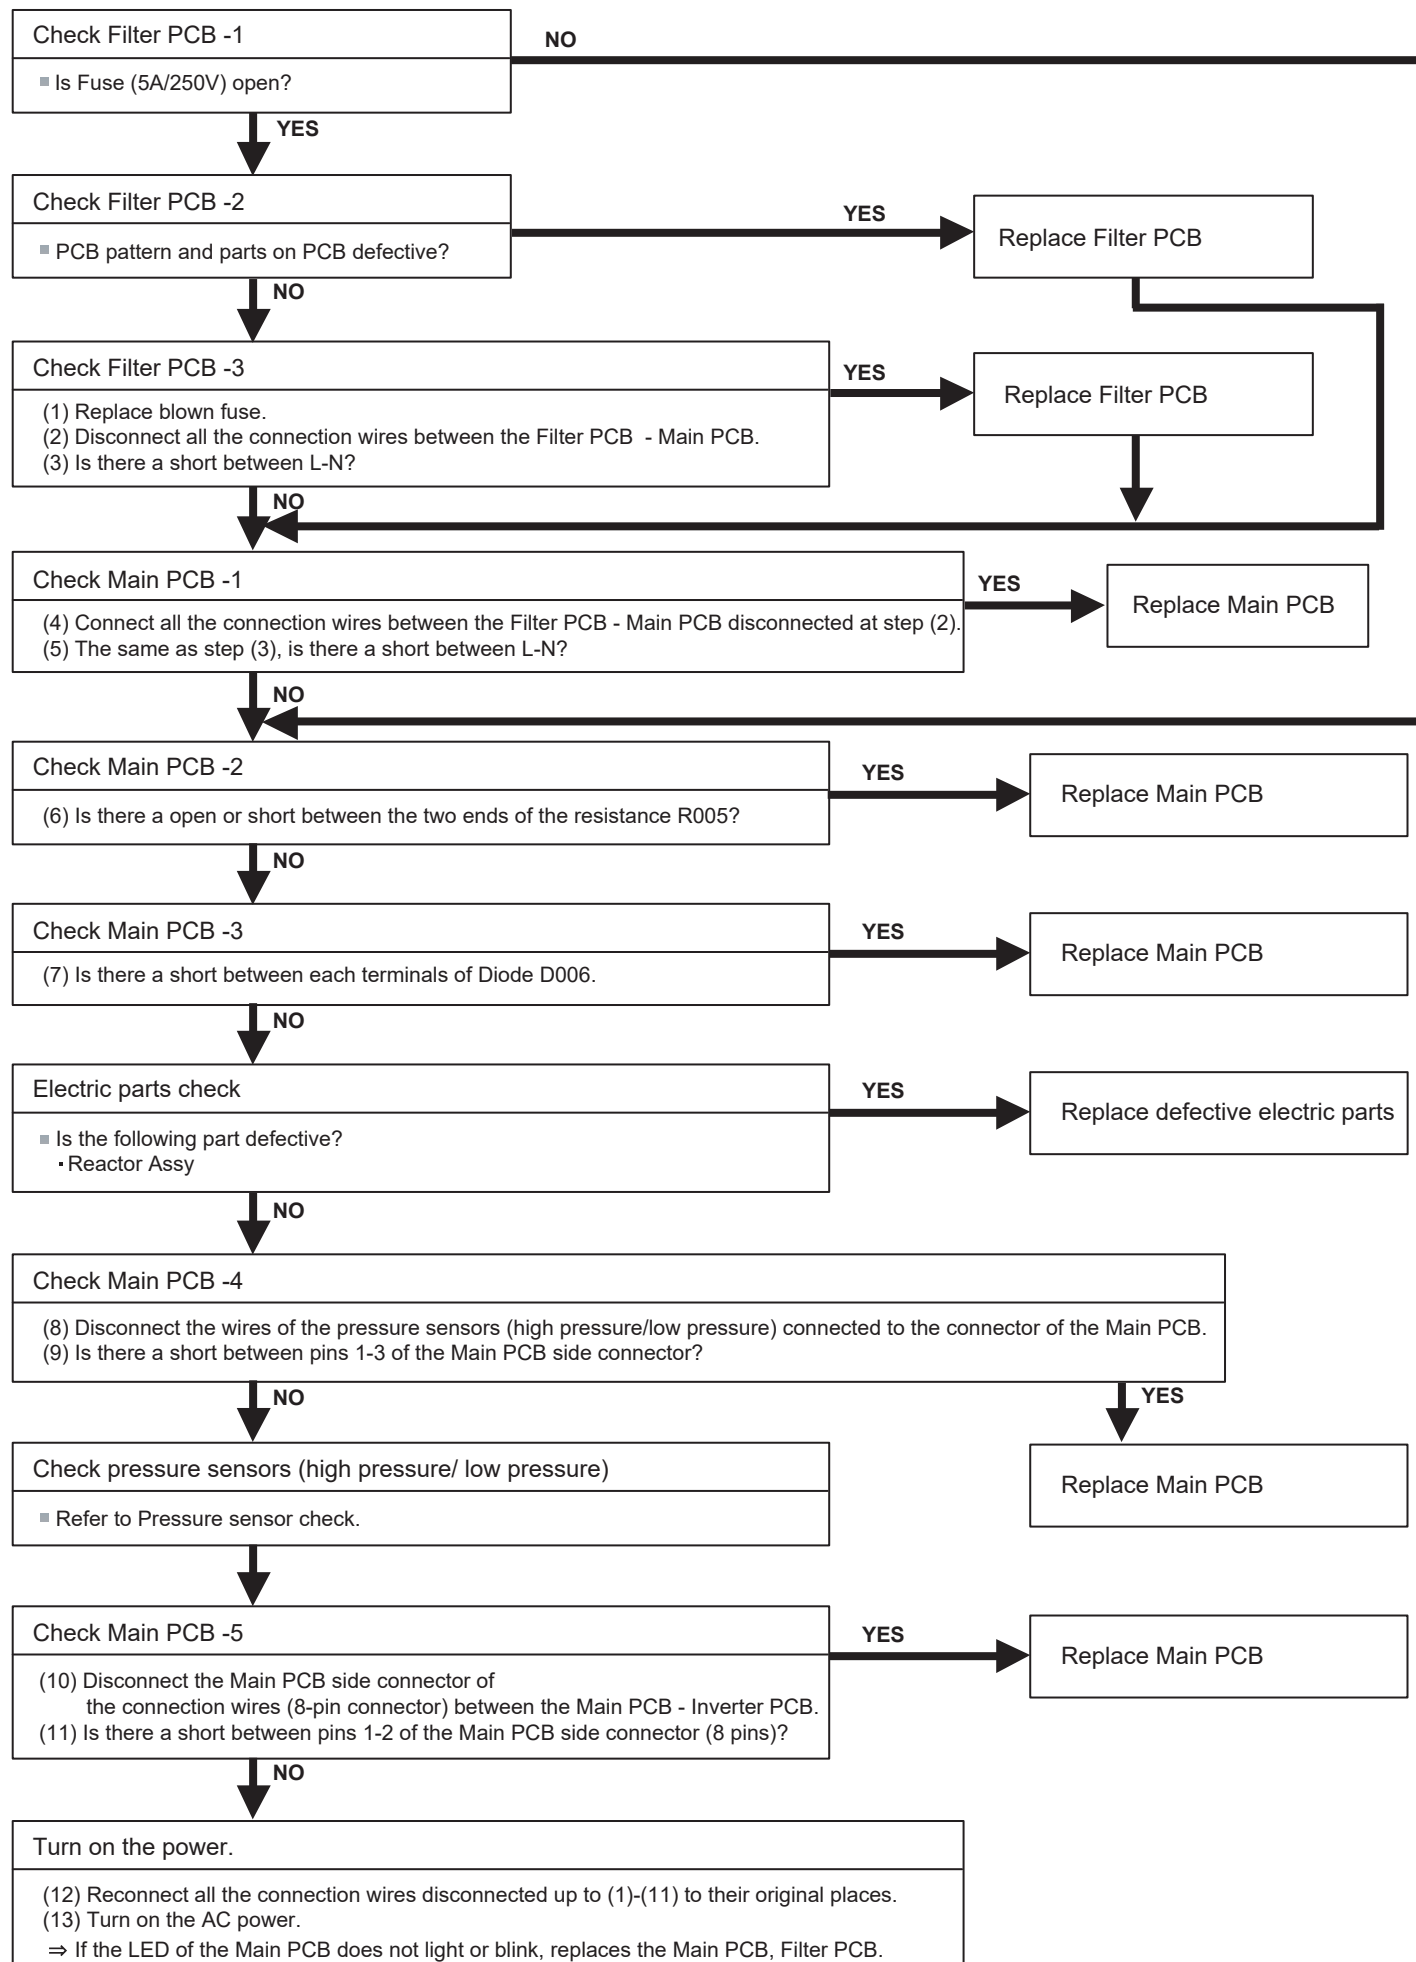 Check Filter PCB -1
NO
Is Fuse (5A/250V) open?
YES
Check Filter PCB -2
YES
PCB pattern and parts on PCB defective?
Replace Filter PCB
NO
Check Filter PCB -3
YES
Replace Filter PCB
(1) Replace blown fuse.
(2) Disconnect all the connection wires between the Filter PCB - Main PCB.
(3) Is there a short between L-N?
NO
Check Main PCB -1
YES
Replace Main PCB
(4) Connect all the connection wires between the Filter PCB - Main PCB disconnected at step (2).
(5) The same as step (3), is there a short between L-N?
NO
Check Main PCB -2
YES
Replace Main PCB
(6) Is there a open or short between the two ends of the resistance R005?
NO
Check Main PCB -3
YES
Replace Main PCB
(7) Is there a short between each terminals of Diode D006.
NO
Electric parts check
YES
Replace defective electric parts
Is the following part defective?
・Reactor Assy
NO
Check Main PCB -4
(8) Disconnect the wires of the pressure sensors (high pressure/low pressure) connected to the connector of the Main PCB.
(9) Is there a short between pins 1-3 of the Main PCB side connector?
NO
YES
Check pressure sensors (high pressure/ low pressure)
Replace Main PCB
Refer to Pressure sensor check.
Check Main PCB -5
YES
Replace Main PCB
(10) Disconnect the Main PCB side connector of
the connection wires (8-pin connector) between the Main PCB - Inverter PCB.
(11) Is there a short between pins 1-2 of the Main PCB side connector (8 pins)?
NO
Turn on the power.
(12) Reconnect all the connection wires disconnected up to (1)-(11) to their original places.
(13) Turn on the AC power.
⇒ If the LED of the Main PCB does not light or blink, replaces the Main PCB, Filter PCB.